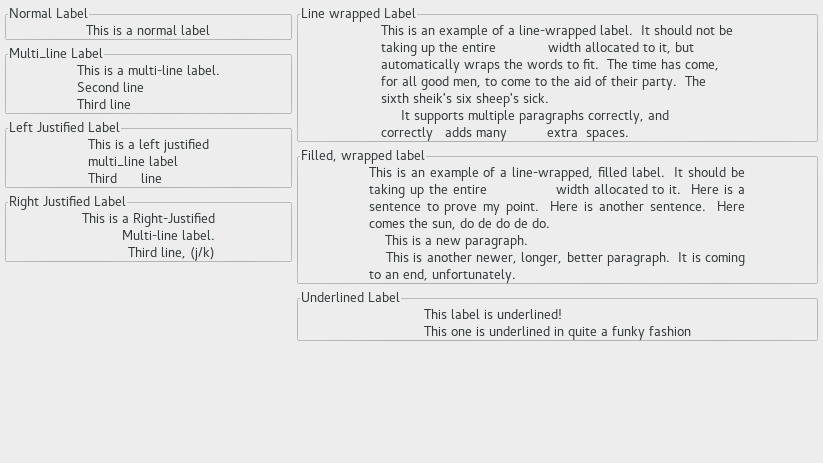 Normal Label
This is a normal label
Multi_line Label
This is a multi-line label.
Second line
Third line
Left Justified Label
This is a left justified
multi_line label
Third      line
Right Justified Label
This is a Right-Justified
Multi-line label.
Third line, (j/k)
Line wrapped Label
This is an example of a line-wrapped label.  It should not be
taking up the entire             width allocated to it, but
automatically wraps the words to fit.  The time has come,
for all good men, to come to the aid of their party.  The
sixth sheik's six sheep's sick.
     It supports multiple paragraphs correctly, and
correctly   adds many          extra  spaces.
Filled, wrapped label
This is an example of a line-wrapped, filled label.  It should be
taking up the entire              width allocated to it.  Here is a
sentence to prove my point.  Here is another sentence.  Here
comes the sun, do de do de do.
    This is a new paragraph.
    This is another newer, longer, better paragraph.  It is coming
to an end, unfortunately.
Underlined Label
This label is underlined!
This one is underlined in quite a funky fashion